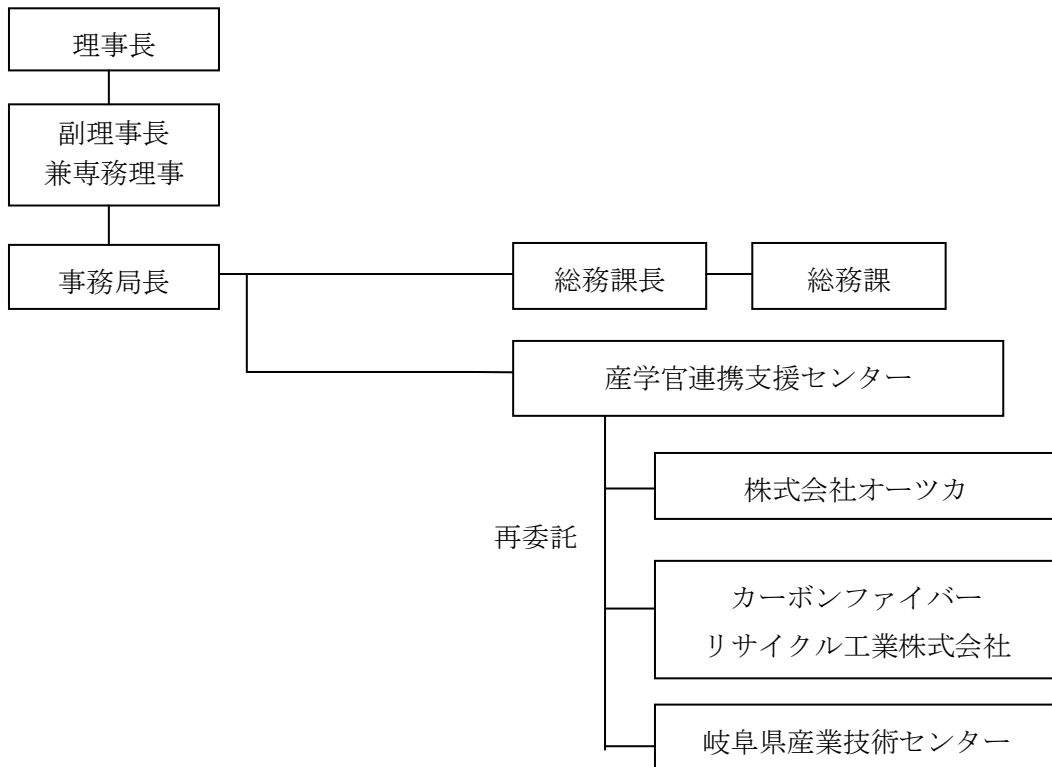 理事長
副理事長
兼専務理事
事務局長
総務課長
総務課
産学官連携支援センター
再委託
株式会社オーツカ
カーボンファイバー
リサイクル工業株式会社
岐阜県産業技術センター